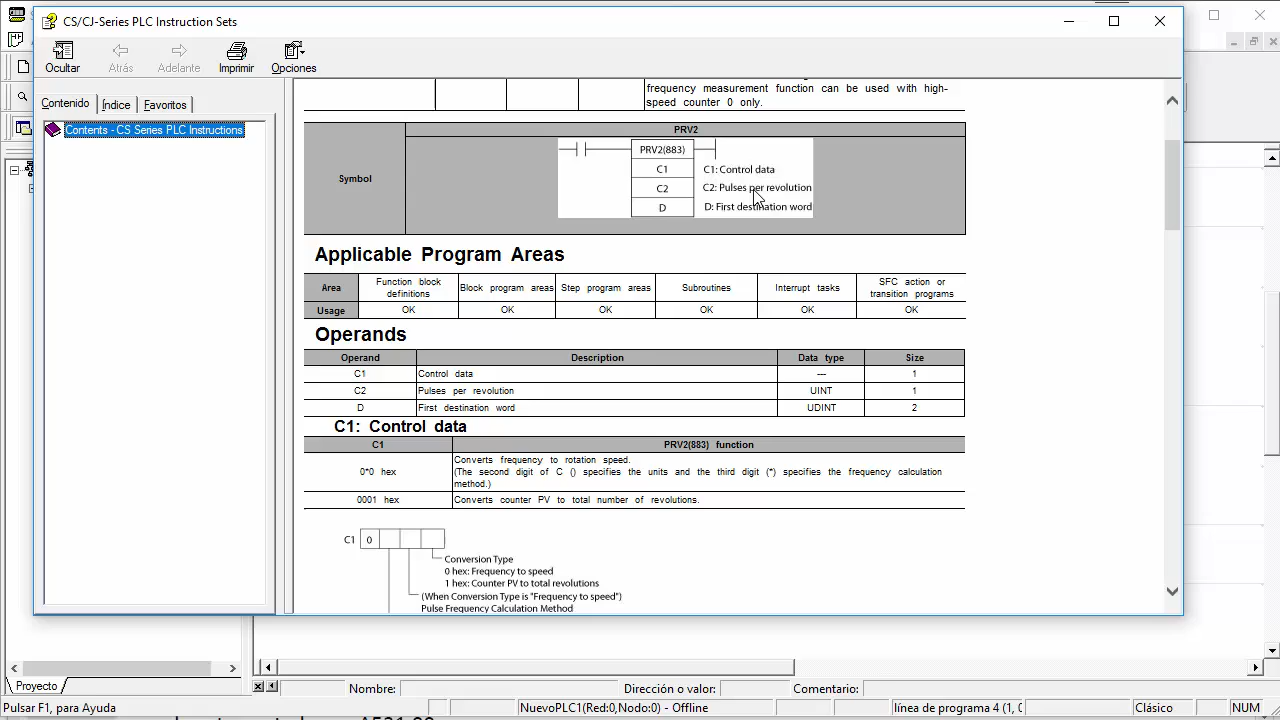 CS/CJ-Series PLC Instruction Sets
Ocultar
Atrás
Adelante
Imprimir
Opciones
Contenido
Índice
Favoritos
Contents - CS Series PLC Instructions
frequency measurement function can be used with high-
speed counter 0 only.
PRV2
Symbol
PRV2(883)
C1
C1: Control data
C2
C2: Pulses per revolution
D
D: First destination word
Applicable Program Areas
Area
Function block
definitions
Block program areas
Step program areas
Subroutines
Interrupt tasks
SFC action or
transition programs
Usage
OK
OK
OK
OK
OK
OK
Operands
Operand
Description
Data type
Size
C1
Control data
---
1
C2
Pulses per revolution
UINT
1
D
First destination word
UDINT
2
C1: Control data
C1
PRV2(883) function
0*0 hex
Converts frequency to rotation speed.
(The second digit of C () specifies the units and the third digit (*) specifies the frequency calculation
method.)
0001 hex
Converts counter PV to total number of revolutions.
C1
0
Conversion Type
0 hex: Frequency to speed
1 hex: Counter PV to total revolutions
(When Conversion Type is "Frequency to speed")
Pulse Frequency Calculation Method
Proyecto
Nombre:
Dirección o valor:
Comentario:
Pulsar F1, para Ayuda
NuevoPLC1(Red:0,Nodo:0) - Offline
línea de programa 4 (1, 0
Clásico
NUM